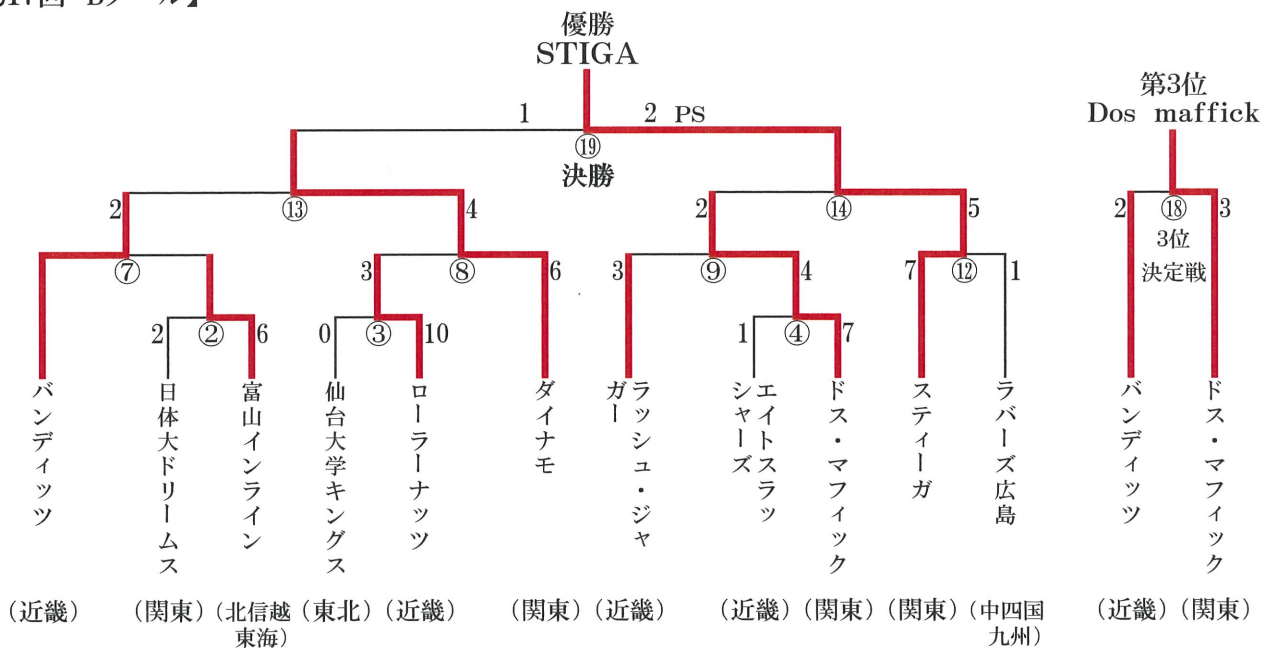 優勝
STIGA
第3位
Dos maffick
1
2 PS
⑲
決勝
2
⑬
4
2
⑭
5
2
⑱
3
3位
決定戦
⑦
3
⑧
6
3
⑨
4
7
⑫
1
2
②
6
0
③
10
1
④
7
バンディッツ
日体大ドリームス
富山インライン
仙台大学キングス
ローラーナッツ
ダイナモ
ラッシュ・ジャ
ガー
エイトスラッ
シャーズ
ドス・マフィック
スティーガ
ラバーズ広島
バンディッツ
ドス・マフィック
（近畿）
（関東）
（北信越
東海）
（東北）
（近畿）
（関東）
（近畿）
（近畿）
（関東）
（関東）
（中四国
九州）
（近畿）
（関東）